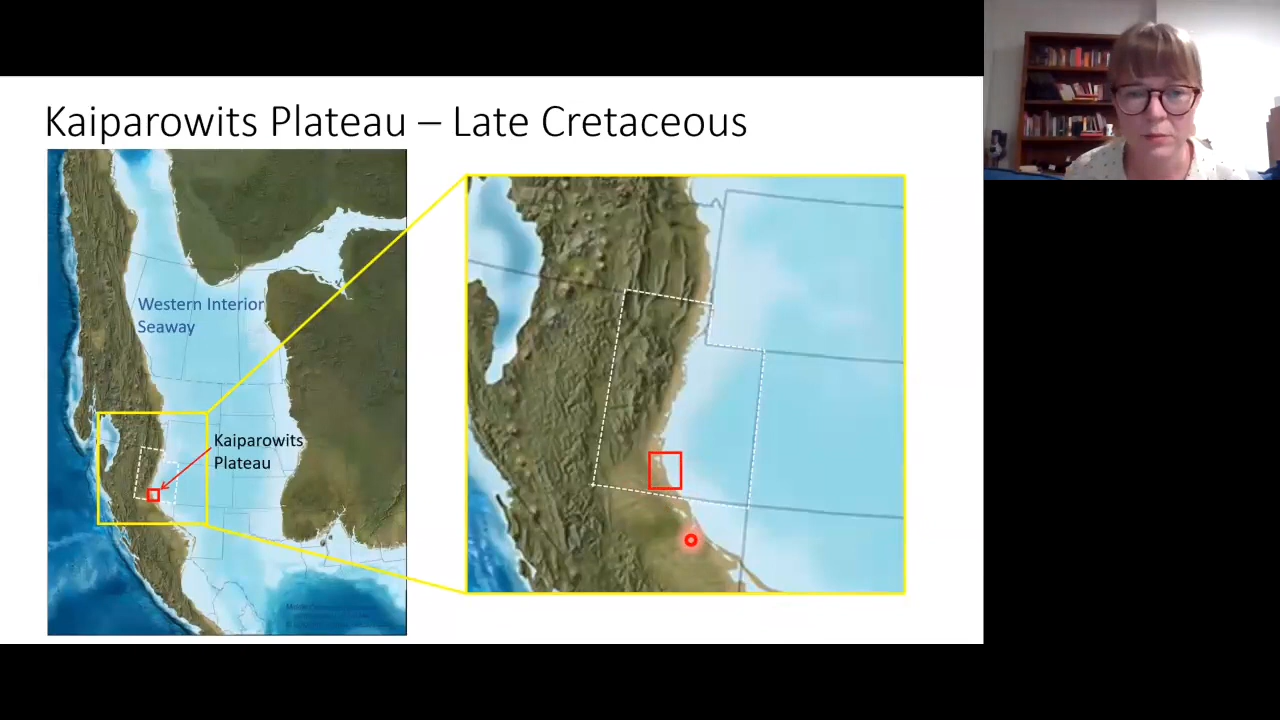 Kaiparowits Plateau – Late Cretaceous
Western Interior
Seaway
Kaiparowits
Plateau